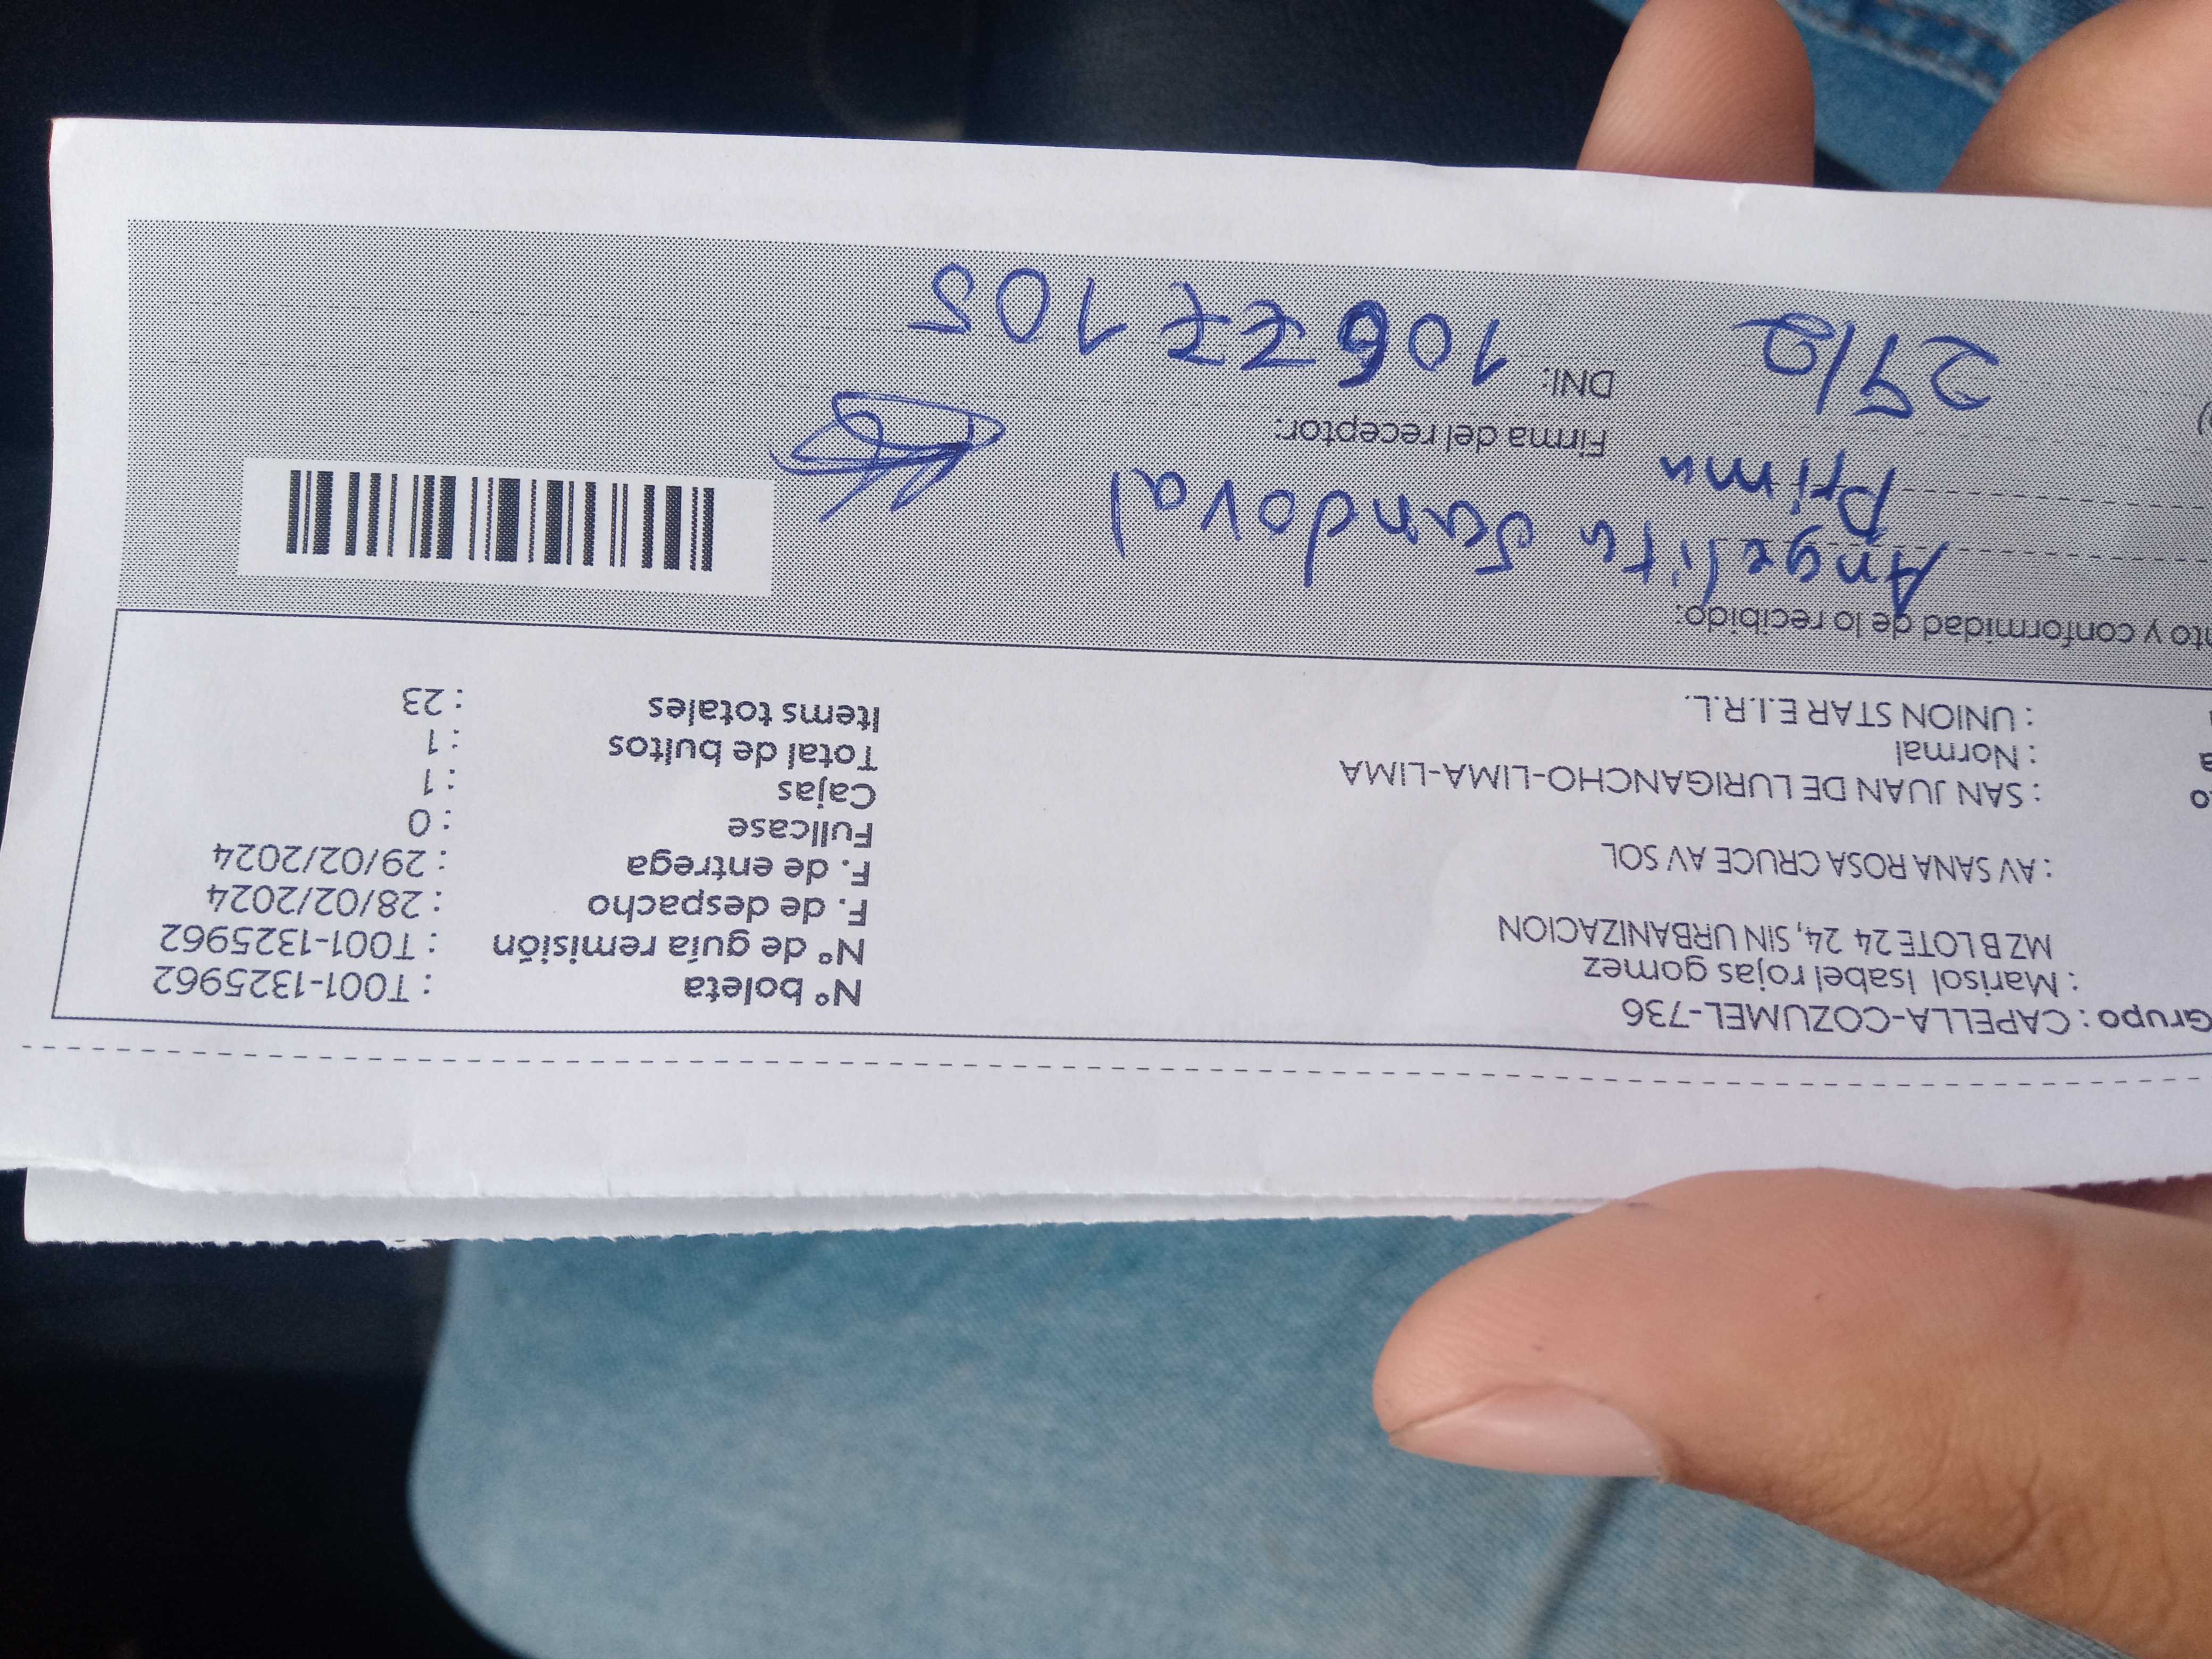 Grupo : CAPELLA-COZUMEL-736
: Marisol Isabel rojas gomez
MZ B LOTE 24 24, SIN URBANIZACION
: AV SANA ROSA CRUCE AV SOL
: SAN JUAN DE LURIGANCHO-LIMA-LIMA
: Normal
: UNION STAR E.I.R.L.
N° boleta : T001-1325962
N° de guía remisión : T001-1325962
F. de despacho : 28/02/2024
F. de entrega : 29/02/2024
Fullcase : 0
Cajas : 1
Total de bultos : 1
Items totales : 23
nto y conformidad de lo recibido:
Angelita Sandoval
Prima
Firma del receptor:
DNI: 10677105